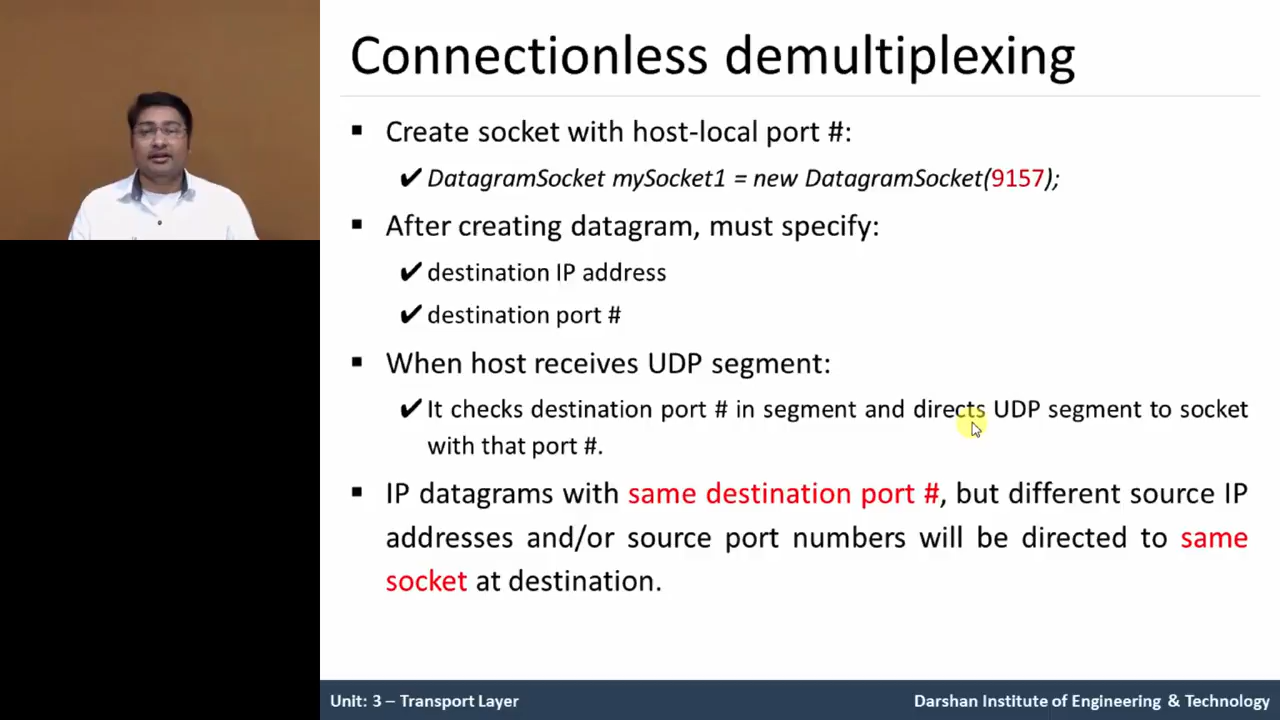 Connectionless demultiplexing
▪ Create socket with host-local port #:
✔ DatagramSocket mySocket1 = new DatagramSocket(9157);
▪ After creating datagram, must specify:
✔ destination IP address
✔ destination port #
▪ When host receives UDP segment:
✔ It checks destination port # in segment and directs UDP segment to socket
with that port #.
▪ IP datagrams with same destination port #, but different source IP
addresses and/or source port numbers will be directed to same
socket at destination.
Unit: 3 – Transport Layer
Darshan Institute of Engineering & Technology